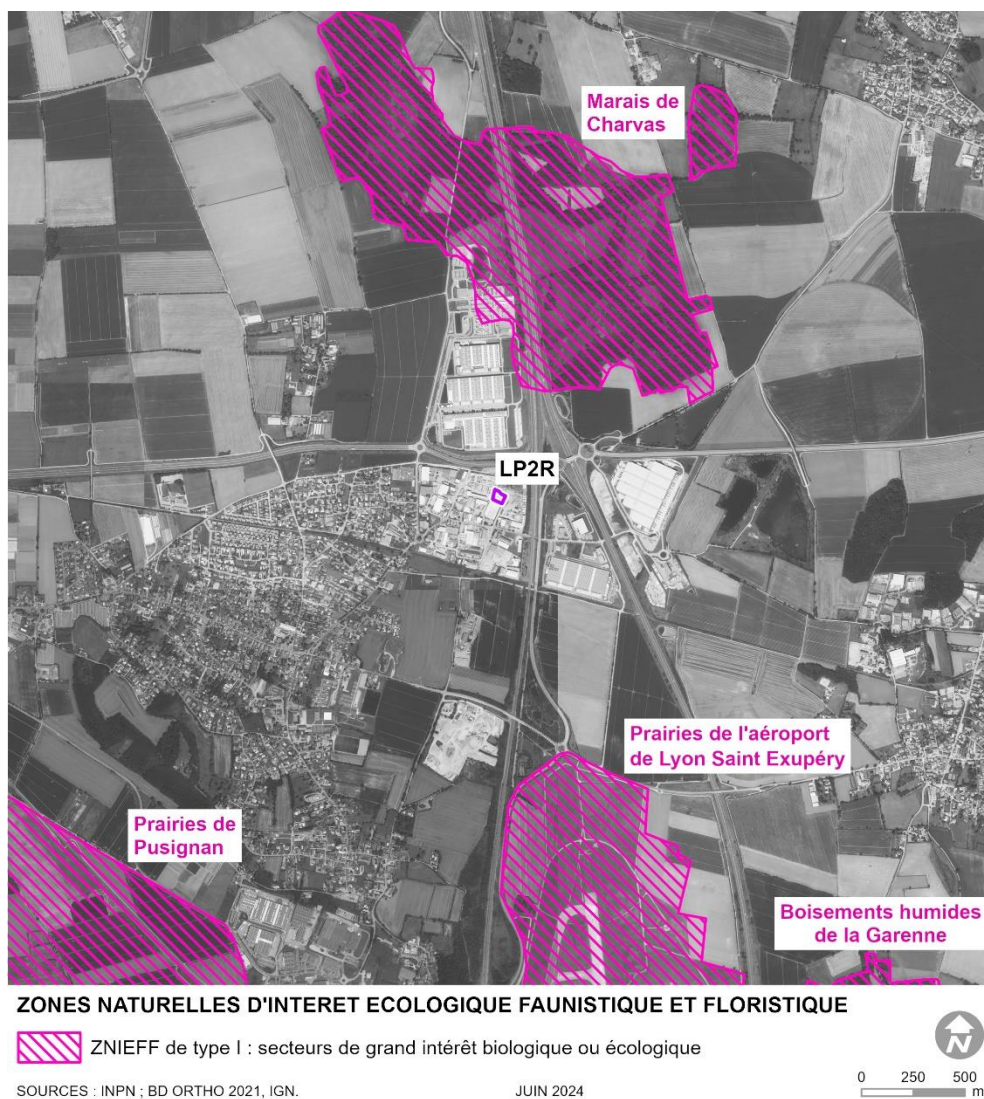 Marais de
Charvas
LP2R
Prairies de l'aéroport
de Lyon Saint Exupéry
Prairies de
Pusignan
Boisements humides
de la Garenne
ZONES NATURELLES D'INTERET ECOLOGIQUE FAUNISTIQUE ET FLORISTIQUE
ZNIEFF de type I : secteurs de grand intérêt biologique ou écologique
N
SOURCES : INPN ; BD ORTHO 2021, IGN.
JUIN 2024
0 250 500
m